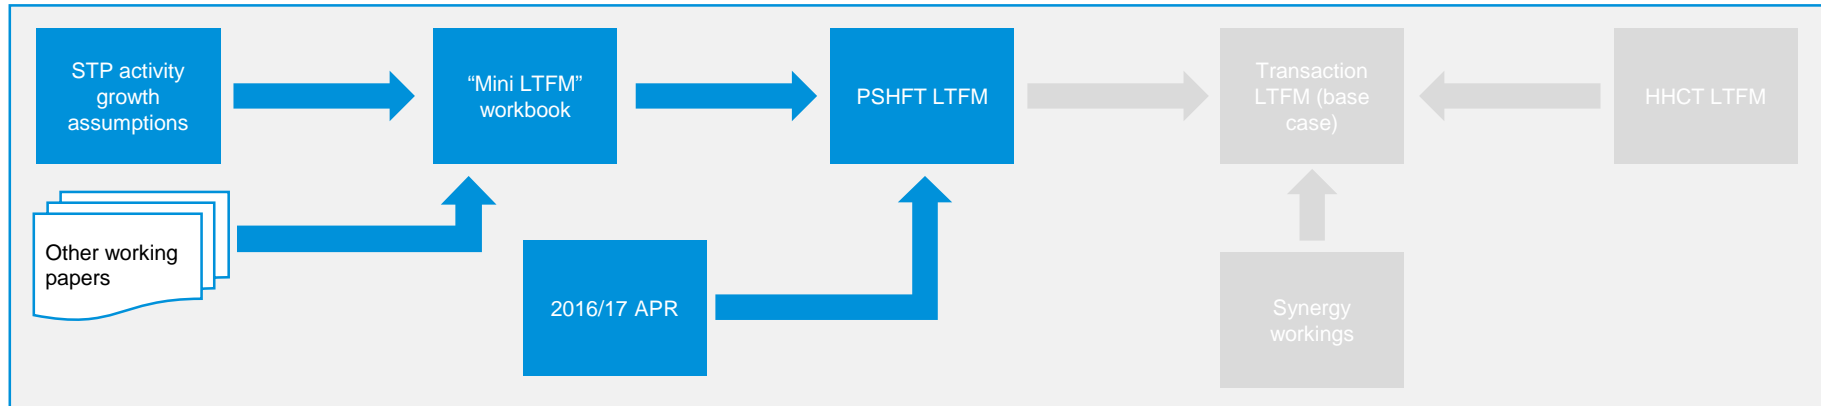 STP activity
growth
assumptions
“Mini LTFM”
workbook
PSHFT LTFM
Transaction
LTFM (base
case)
HHCT LTFM
Other working
papers
2016/17 APR
Synergy
workings